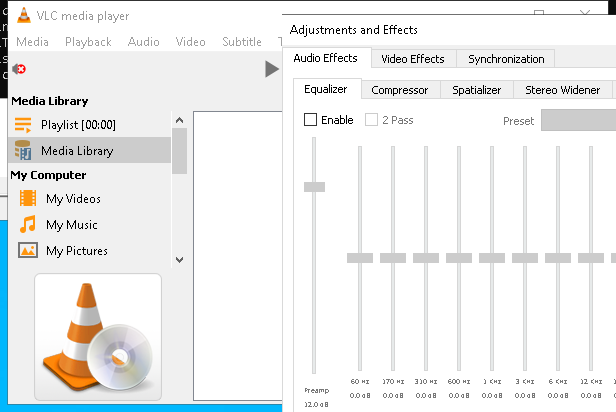 VLC media player
Media Playback Audio Video Subtitle
Media Library
Playlist [00:00]
Media Library
My Computer
My Videos
My Music
My Pictures
Adjustments and Effects
Audio Effects Video Effects Synchronization
Equalizer Compressor Spatializer Stereo Widener
Enable 2 Pass Preset
60 Hz 170 Hz 310 Hz 600 Hz 1 KHz 3 KHz 6 KHz 12 KHz
Preamp 0.0 dB 0.0 dB 0.0 dB 0.0 dB 0.0 dB 0.0 dB 0.0 dB 0.0 dB
12.0 dB